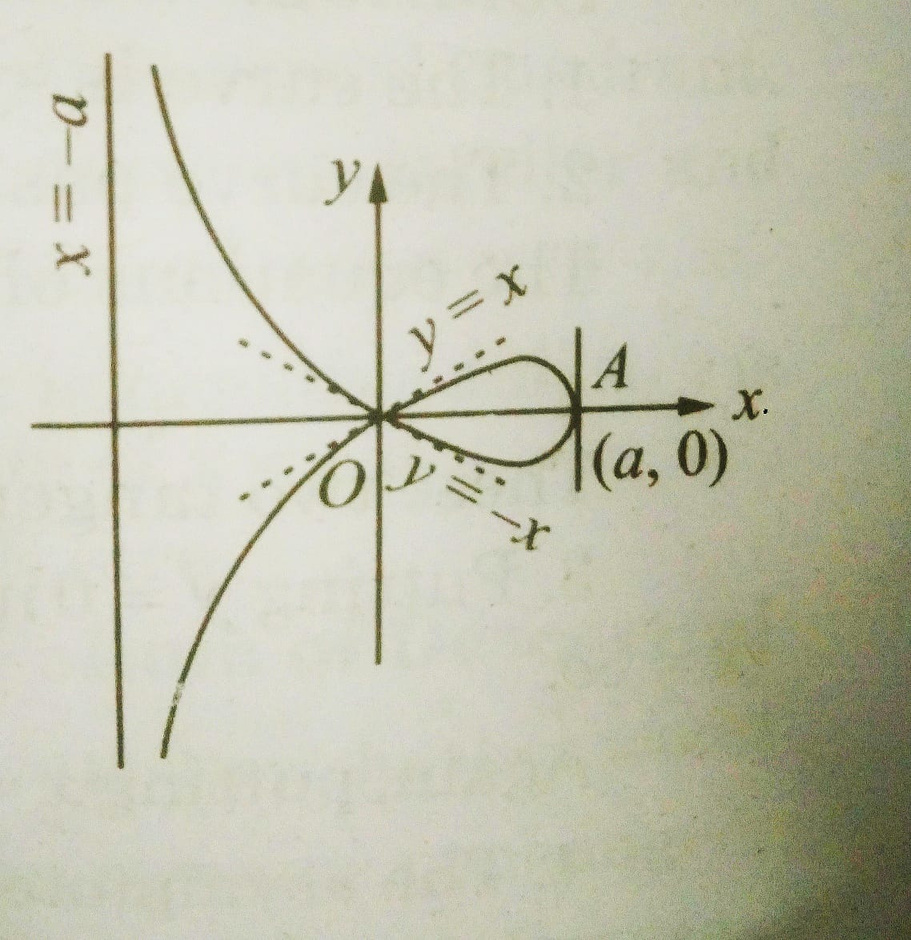 x = –a
y
y = x
A
x.
(a, 0)
O
y = –x